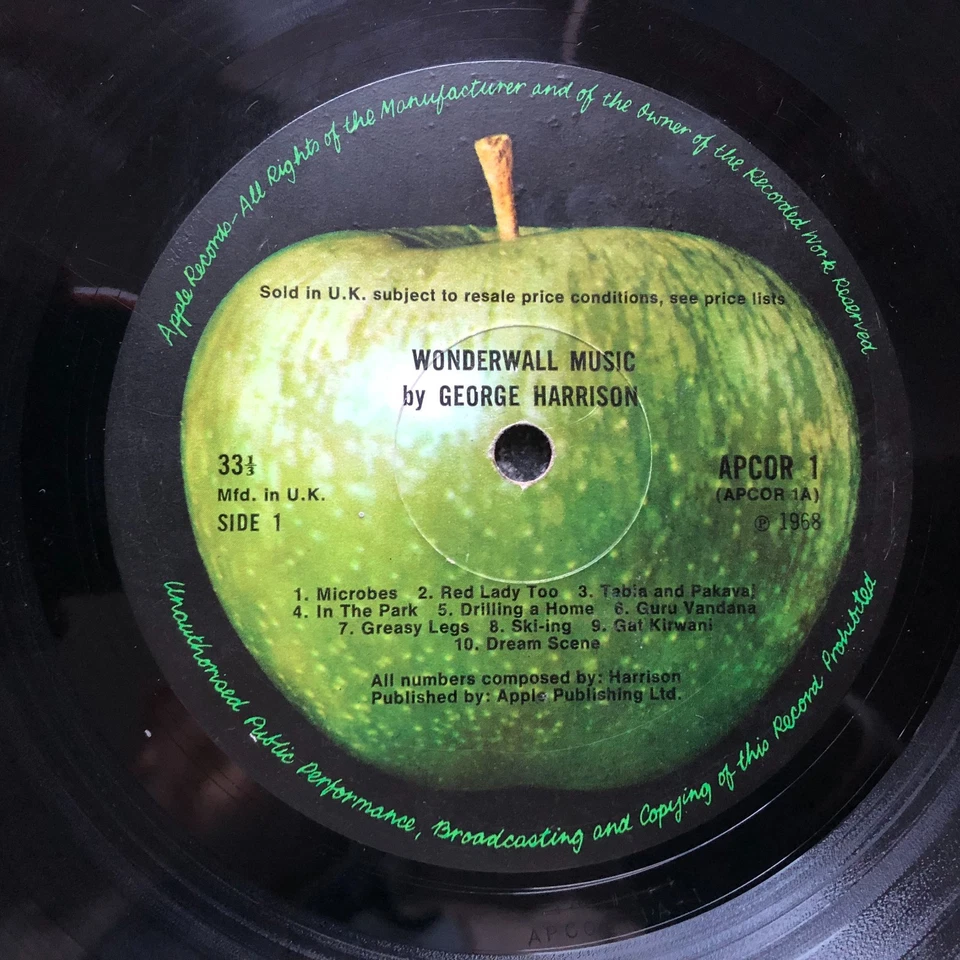 Apple Records-All Rights of the Manufacturer and of the Owner of the Recorded Work Reserved
Sold in U.K. subject to resale price conditions, see price lists
WONDERWALL MUSIC
by GEORGE HARRISON
33⅓
Mfd. in U.K.
SIDE 1
APCOR 1
(APCOR 1A)
℗ 1968
1. Microbes 2. Red Lady Too 3. Tabla and Pakavaj
4. In The Park 5. Drilling a Home 6. Guru Vandana
7. Greasy Legs 8. Ski-ing 9. Gat Kirwani
10. Dream Scene
All numbers composed by: Harrison
Published by: Apple Publishing Ltd.
Unauthorised Public Performance, Broadcasting and Copying of this Record Prohibited